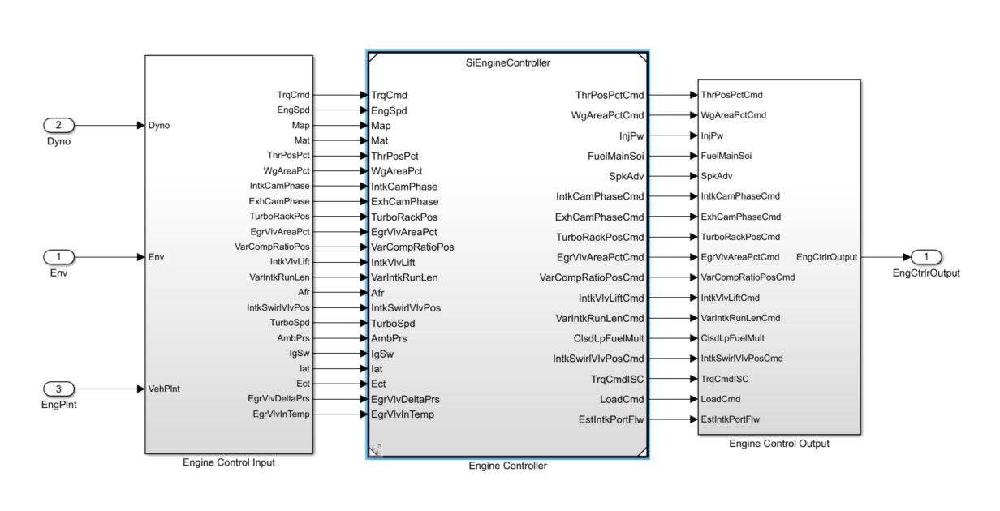 2
Dyno
1
Env
3
EngPlnt
Dyno
Env
VehPlnt
TrqCmd
EngSpd
Map
Mat
ThrPosPct
WgAreaPct
IntkCamPhase
ExhCamPhase
TurboRackPos
EgrVlvAreaPct
VarCompRatioPos
IntkVlvLift
VarIntkRunLen
Afr
IntkSwirlVlvPos
TurboSpd
AmbPrs
IgSw
Iat
Ect
EgrVlvDeltaPrs
EgrVlvInTemp
Engine Control Input
SiEngineController
TrqCmd
EngSpd
Map
Mat
ThrPosPct
WgAreaPct
IntkCamPhase
ExhCamPhase
TurboRackPos
EgrVlvAreaPct
VarCompRatioPos
IntkVlvLift
VarIntkRunLen
Afr
IntkSwirlVlvPos
TurboSpd
AmbPrs
IgSw
Iat
Ect
EgrVlvDeltaPrs
EgrVlvInTemp
ThrPosPctCmd
WgAreaPctCmd
InjPw
FuelMainSoi
SpkAdv
IntkCamPhaseCmd
ExhCamPhaseCmd
TurboRackPosCmd
EgrVlvAreaPctCmd
VarCompRatioPosCmd
IntkVlvLiftCmd
VarIntkRunLenCmd
ClsdLpFuelMult
IntkSwirlVlvPosCmd
TrqCmdISC
LoadCmd
EstIntkPortFlw
Engine Controller
ThrPosPctCmd
WgAreaPctCmd
InjPw
FuelMainSoi
SpkAdv
IntkCamPhaseCmd
ExhCamPhaseCmd
TurboRackPosCmd
EgrVlvAreaPctCmd
VarCompRatioPosCmd
IntkVlvLiftCmd
VarIntkRunLenCmd
ClsdLpFuelMult
IntkSwirlVlvPosCmd
TrqCmdISC
LoadCmd
EstIntkPortFlw
EngCtrlrOutput
Engine Control Output
1
EngCtrlrOutput